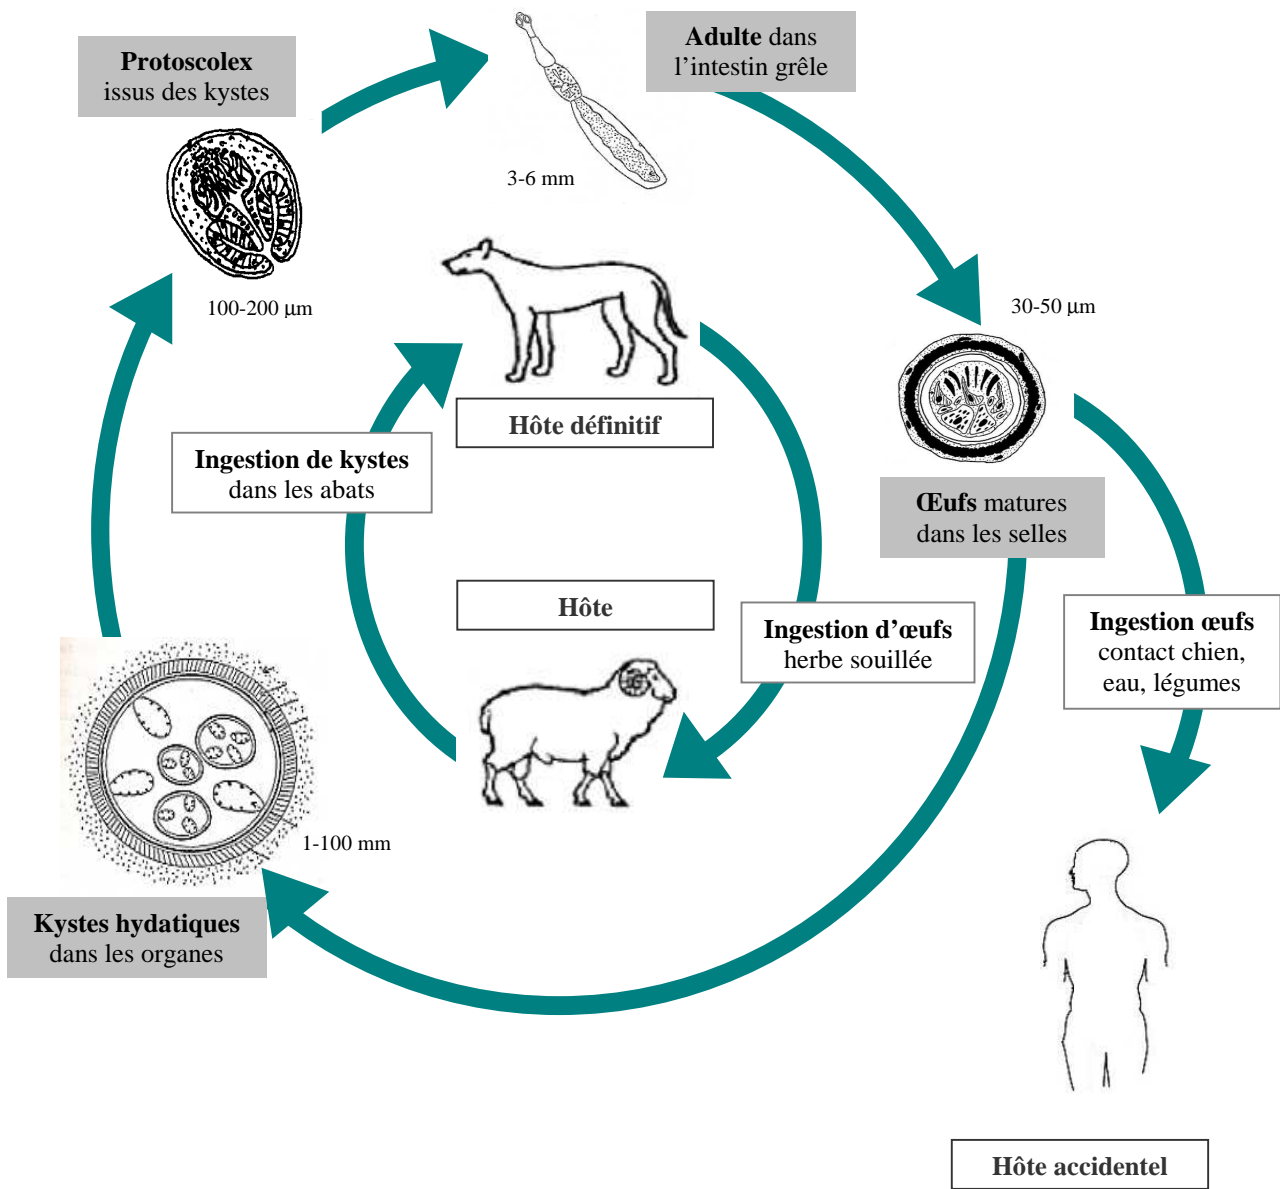 Protoscolex
issus des kystes
Adulte dans
l’intestin grêle
3-6 mm
100-200 µm
30-50 µm
Hôte définitif
Ingestion de kystes
dans les abats
Œufs matures
dans les selles
Hôte
Ingestion d’œufs
herbe souillée
Ingestion œufs
contact chien,
eau, légumes
1-100 mm
Kystes hydatiques
dans les organes
Hôte accidentel